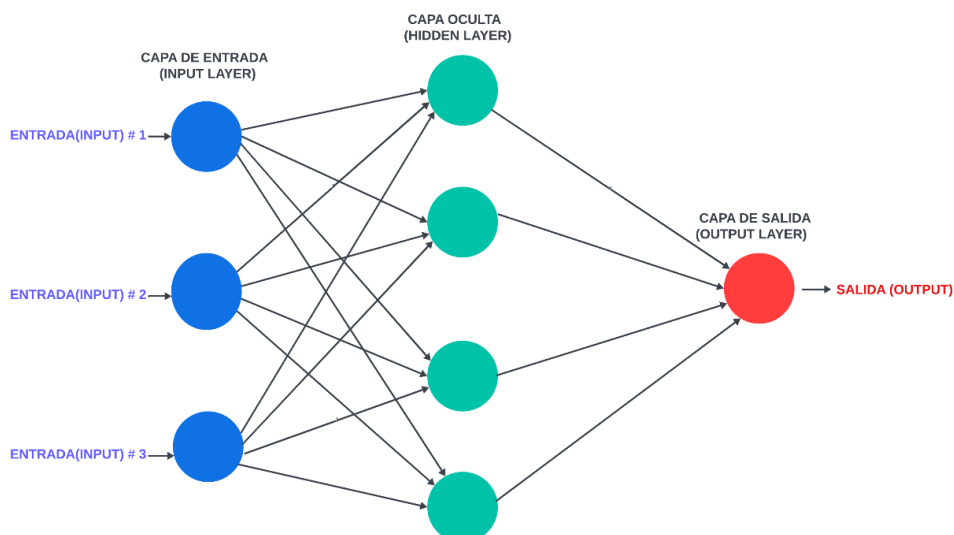 CAPA OCULTA
(HIDDEN LAYER)
CAPA DE ENTRADA
(INPUT LAYER)
ENTRADA(INPUT) # 1
CAPA DE SALIDA
(OUTPUT LAYER)
ENTRADA(INPUT) # 2
SALIDA (OUTPUT)
ENTRADA(INPUT) # 3